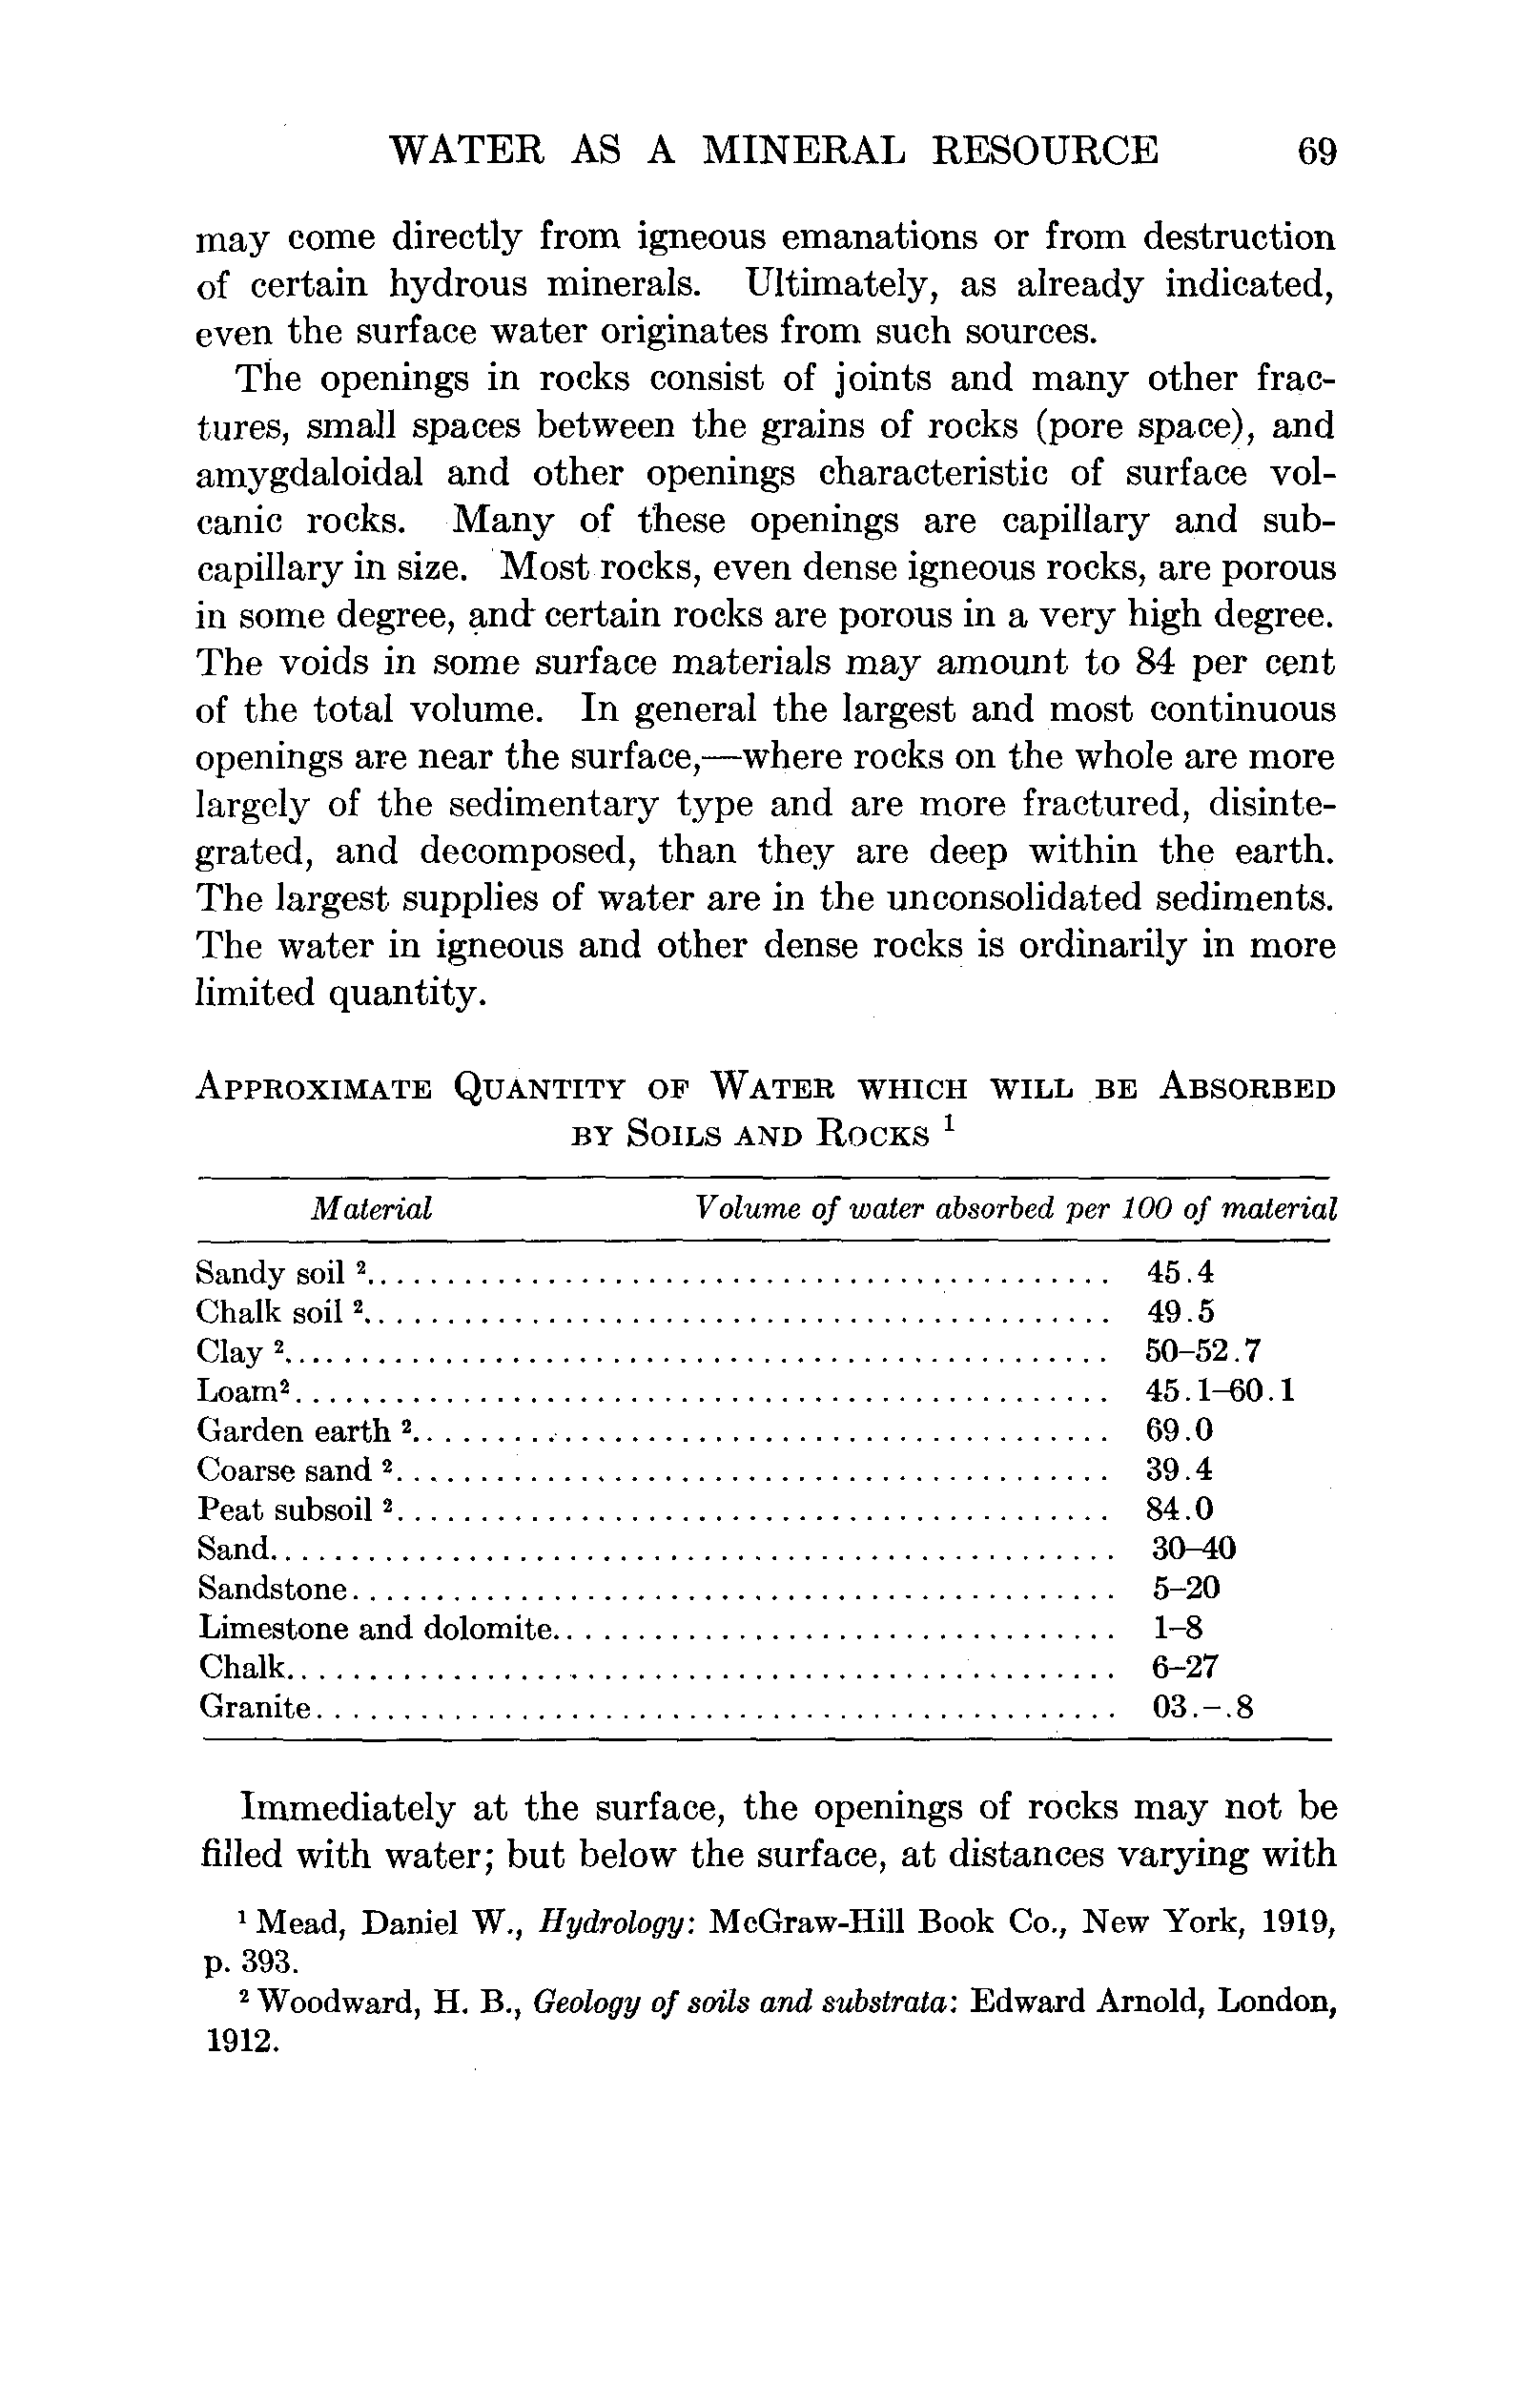 WATER AS A MINERAL RESOURCE 69
may come directly from igneous emanations or from destruction
of certain hydrous minerals. Ultimately, as already indicated,
even the surface water originates from such sources.
The openings in rocks consist of joints and many other frac-
tures, small spaces between the grains of rocks (pore space), and
amygdaloidal and other openings characteristic of surface vol-
canic rocks. Many of these openings are capillary and sub-
capillary in size. Most rocks, even dense igneous rocks, are porous
in some degree, and certain rocks are porous in a very high degree.
The voids in some surface materials may amount to 84 per cent
of the total volume. In general the largest and most continuous
openings are near the surface,—where rocks on the whole are more
largely of the sedimentary type and are more fractured, disinte-
grated, and decomposed, than they are deep within the earth.
The largest supplies of water are in the unconsolidated sediments.
The water in igneous and other dense rocks is ordinarily in more
limited quantity.
Approximate Quantity of Water which will be Absorbed
by Soils and Rocks ¹
Material Volume of water absorbed per 100 of material
Sandy soil ² 45.4
Chalk soil ² 49.5
Clay ² 50–52.7
Loam² 45.1–60.1
Garden earth ² 69.0
Coarse sand ² 39.4
Peat subsoil ² 84.0
Sand 30–40
Sandstone 5–20
Limestone and dolomite 1–8
Chalk 6–27
Granite 03.–.8
Immediately at the surface, the openings of rocks may not be
filled with water; but below the surface, at distances varying with
¹ Mead, Daniel W., Hydrology: McGraw-Hill Book Co., New York, 1919,
p. 393.
² Woodward, H. B., Geology of soils and substrata: Edward Arnold, London,
1912.